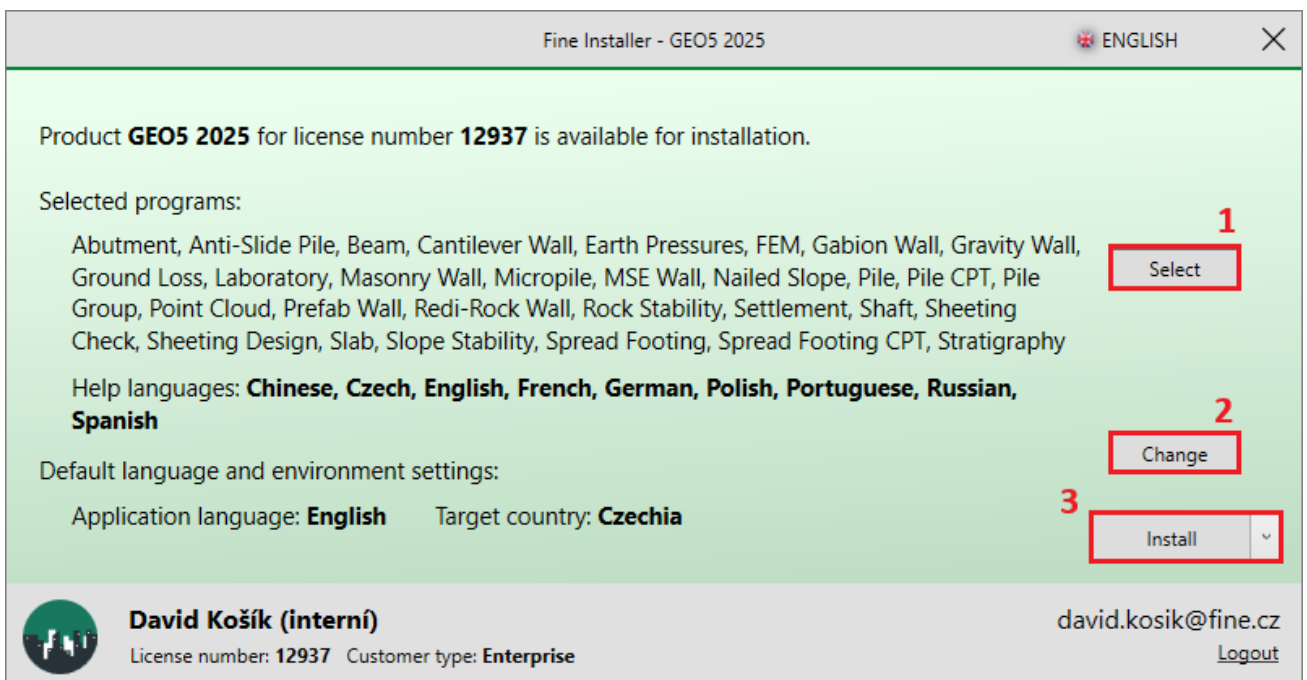 Fine Installer - GEO5 2025
ENGLISH
Product GEO5 2025 for license number 12937 is available for installation.
Selected programs:
1
Abutment, Anti-Slide Pile, Beam, Cantilever Wall, Earth Pressures, FEM, Gabion Wall, Gravity Wall,
Ground Loss, Laboratory, Masonry Wall, Micropile, MSE Wall, Nailed Slope, Pile, Pile CPT, Pile
Group, Point Cloud, Prefab Wall, Redi-Rock Wall, Rock Stability, Settlement, Shaft, Sheeting
Check, Sheeting Design, Slab, Slope Stability, Spread Footing, Spread Footing CPT, Stratigraphy
Select
Help languages: Chinese, Czech, English, French, German, Polish, Portuguese, Russian,
Spanish
2
Change
Default language and environment settings:
Application language: English Target country: Czechia
3
Install
David Košík (interní)
License number: 12937 Customer type: Enterprise
david.kosik@fine.cz
Logout